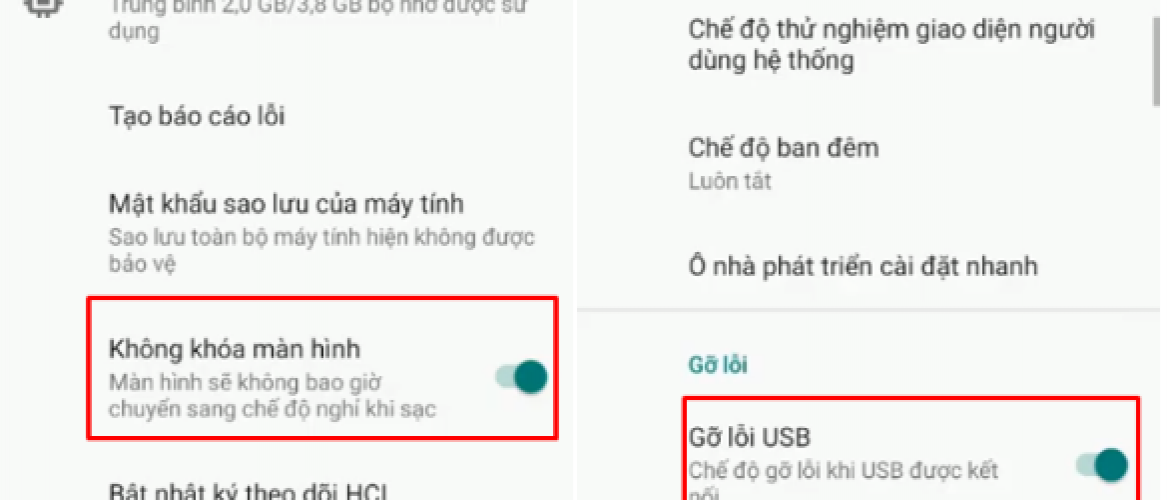 Trung bình 2,0 GB/3,8 GB bộ nhớ được sử
dụng
Tạo báo cáo lỗi
Mật khẩu sao lưu của máy tính
Sao lưu toàn bộ máy tính hiện không được
bảo vệ
Không khóa màn hình
Màn hình sẽ không bao giờ
chuyển sang chế độ nghỉ khi sạc
Bật nhật ký theo dõi HCI
Chế độ thử nghiệm giao diện người
dùng hệ thống
Chế độ ban đêm
Luôn tắt
Ô nhà phát triển cài đặt nhanh
Gỡ lỗi
Gỡ lỗi USB
Chế độ gỡ lỗi khi USB được kết
nối